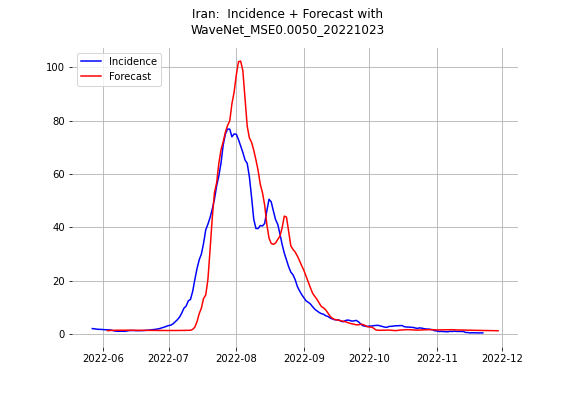 Iran:  Incidence + Forecast with
WaveNet_MSE0.0050_20221023
Incidence
Forecast
100
80
60
40
20
0
2022-06 2022-07 2022-08 2022-09 2022-10 2022-11 2022-12